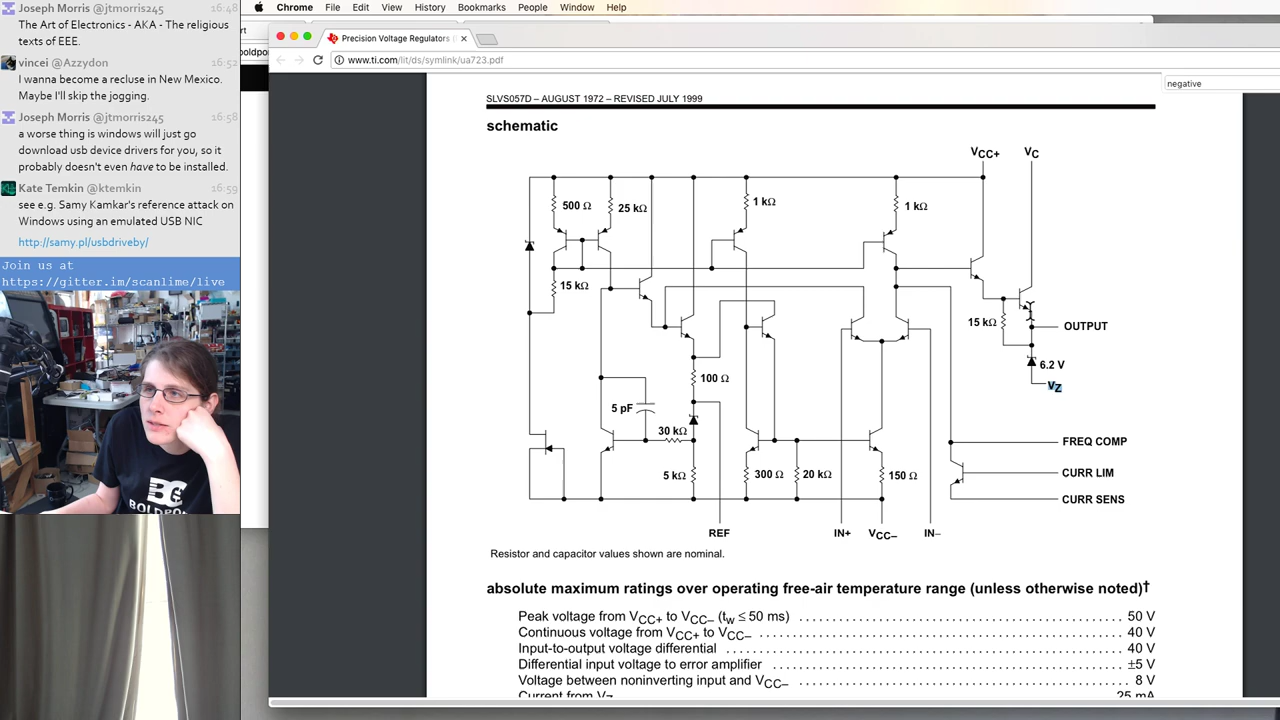 Joseph Morris @jtmorris245 16:48
The Art of Electronics - AKA - The religious
texts of EEE.
vincei @Azzydon 16:52
I wanna become a recluse in New Mexico.
Maybe I'll skip the jogging.
Joseph Morris @jtmorris245 16:58
a worse thing is windows will just go
download usb device drivers for you, so it
probably doesn't even have to be installed.
Kate Temkin @ktemkin 16:59
see e.g. Samy Kamkar's reference attack on
Windows using an emulated USB NIC
http://samy.pl/usbdriveby/
Join us at
https://gitter.im/scanlime/live
BOLDPORT
Chrome File Edit View History Bookmarks People Window Help
Precision Voltage Regulators
www.ti.com/lit/ds/symlink/ua723.pdf
negative
SLVS057D – AUGUST 1972 – REVISED JULY 1999
schematic
VCC+ VC
500 Ω 25 kΩ 1 kΩ 1 kΩ
15 kΩ
15 kΩ OUTPUT
6.2 V
100 Ω VZ
5 pF
30 kΩ FREQ COMP
5 kΩ 300 Ω 20 kΩ 150 Ω CURR LIM
CURR SENS
REF IN+ VCC– IN–
Resistor and capacitor values shown are nominal.
absolute maximum ratings over operating free-air temperature range (unless otherwise noted)†
Peak voltage from VCC+ to VCC– (tw ≤ 50 ms) 50 V
Continuous voltage from VCC+ to VCC– 40 V
Input-to-output voltage differential 40 V
Differential input voltage to error amplifier ±5 V
Voltage between noninverting input and VCC– 8 V
Current from VZ 25 mA